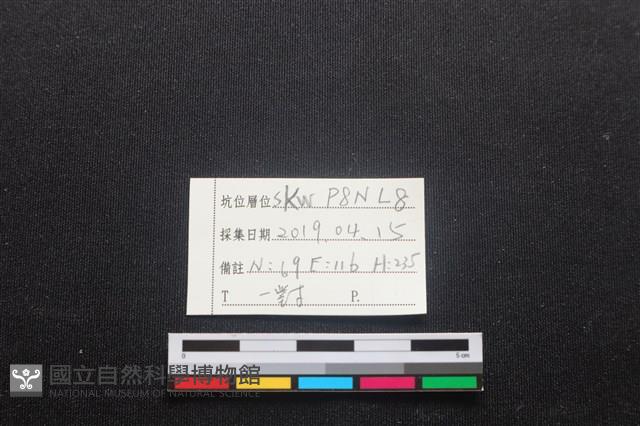 坑位層位 SKW P8N L8
採集日期 2019.04.15
備註 N:69 E:116 H:235
T 一對 P.
0 5 cm
國立自然科學博物館
NATIONAL MUSEUM OF NATURAL SCIENCE